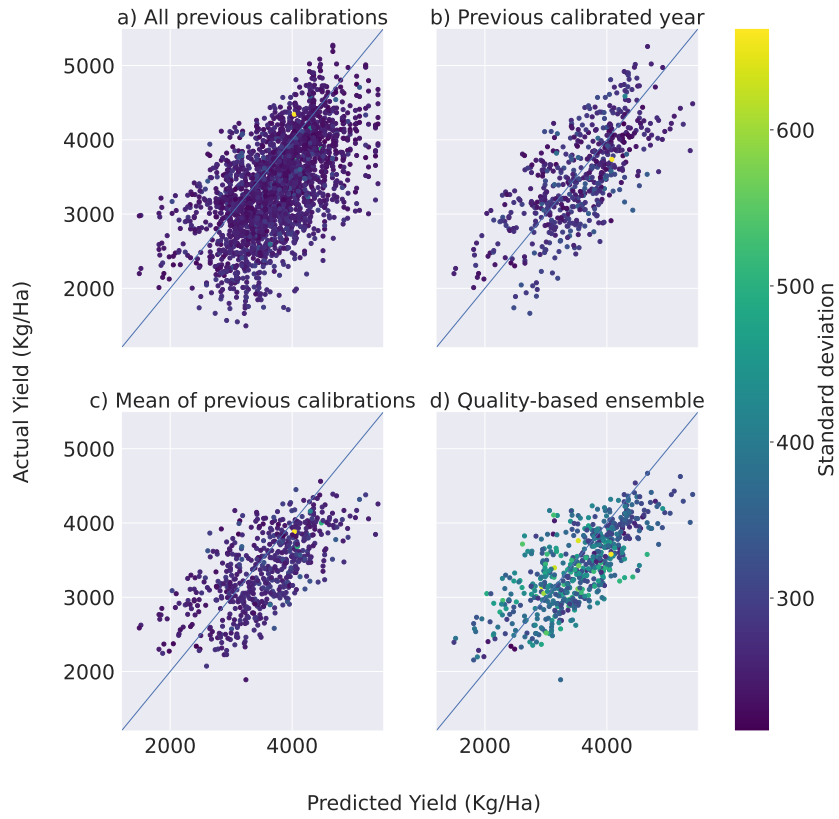 a) All previous calibrations
b) Previous calibrated year
5000
4000
3000
2000
c) Mean of previous calibrations
d) Quality-based ensemble
5000
4000
3000
2000
2000
4000
2000
4000
Predicted Yield (Kg/Ha)
Actual Yield (Kg/Ha)
600
500
400
300
Standard deviation